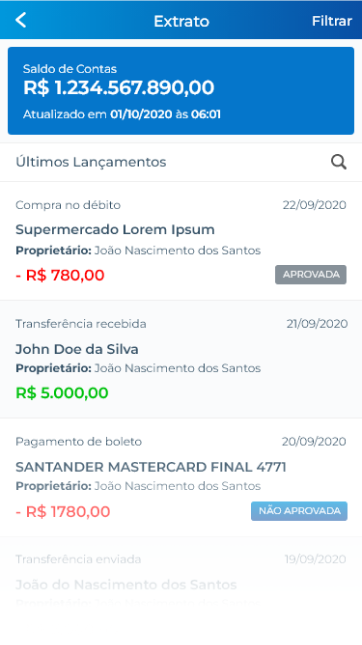 Extrato
Filtrar
Saldo de Contas
R$ 1.234.567.890,00
Atualizado em 01/10/2020 às 06:01
Últimos Lançamentos
Compra no débito 22/09/2020
Supermercado Lorem Ipsum
Proprietário: João Nascimento dos Santos
- R$ 780,00 APROVADA
Transferência recebida 21/09/2020
John Doe da Silva
Proprietário: João Nascimento dos Santos
R$ 5.000,00
Pagamento de boleto 20/09/2020
SANTANDER MASTERCARD FINAL 4771
Proprietário: João Nascimento dos Santos
- R$ 1780,00 NÃO APROVADA
Transferência enviada 19/09/2020
João do Nascimento dos Santos